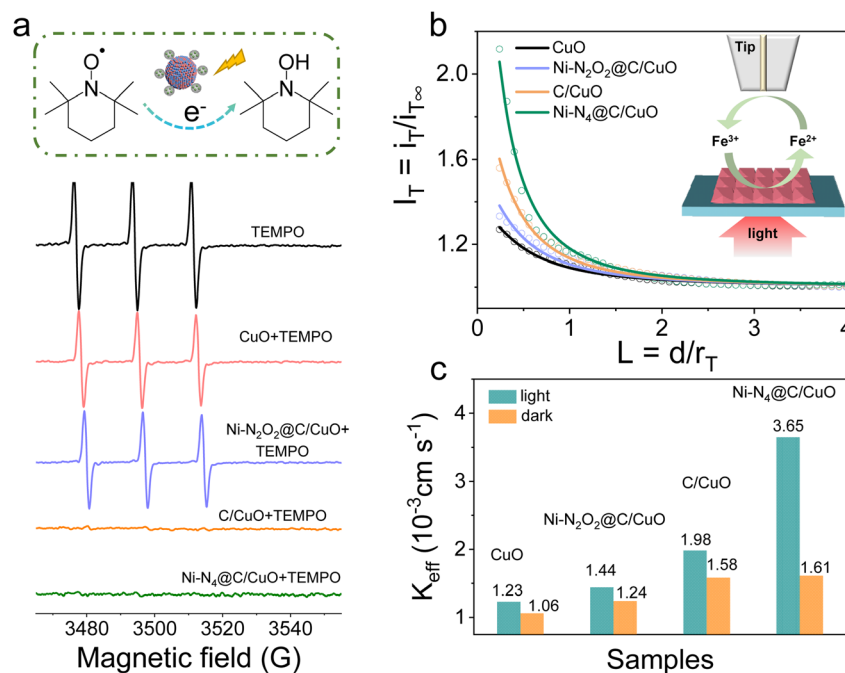 a
O•
N
e⁻
OH
N
TEMPO
CuO+TEMPO
Ni-N₂O₂@C/CuO+
TEMPO
C/CuO+TEMPO
Ni-N₄@C/CuO+TEMPO
3480 3500 3520 3540
Magnetic field (G)
b
I_T = i_T/i_T∞
2.0
1.6
1.2
CuO
Ni-N₂O₂@C/CuO
C/CuO
Ni-N₄@C/CuO
Tip
Fe³⁺ Fe²⁺
light
0 1 2 3 4
L = d/r_T
c
K_eff (10⁻³cm s⁻¹)
4
3
2
1
light
dark
CuO
1.23
1.06
Ni-N₂O₂@C/CuO
1.44
1.24
C/CuO
1.98
1.58
Ni-N₄@C/CuO
3.65
1.61
Samples